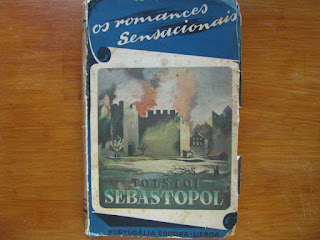 os romances
Sensacionais
TOLSTOI
SEBASTOPOL
PORTUGÁLIA EDITORA-LISBOA